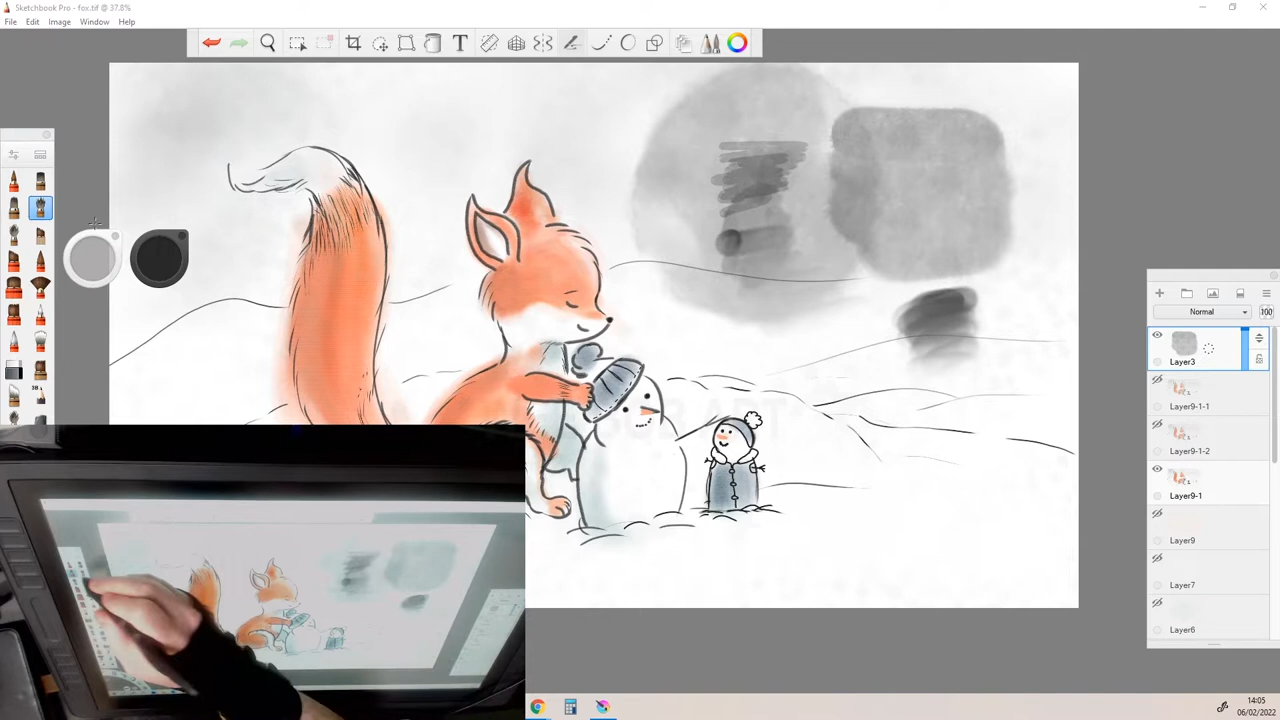 Sketchbook Pro - fox.tif @ 37.8%
File Edit Image Window Help
T
Normal
100
Layer3
Layer9-1-1
Layer9-1-2
Layer9-1
Layer9
Layer7
Layer6
14:05
06/02/2022